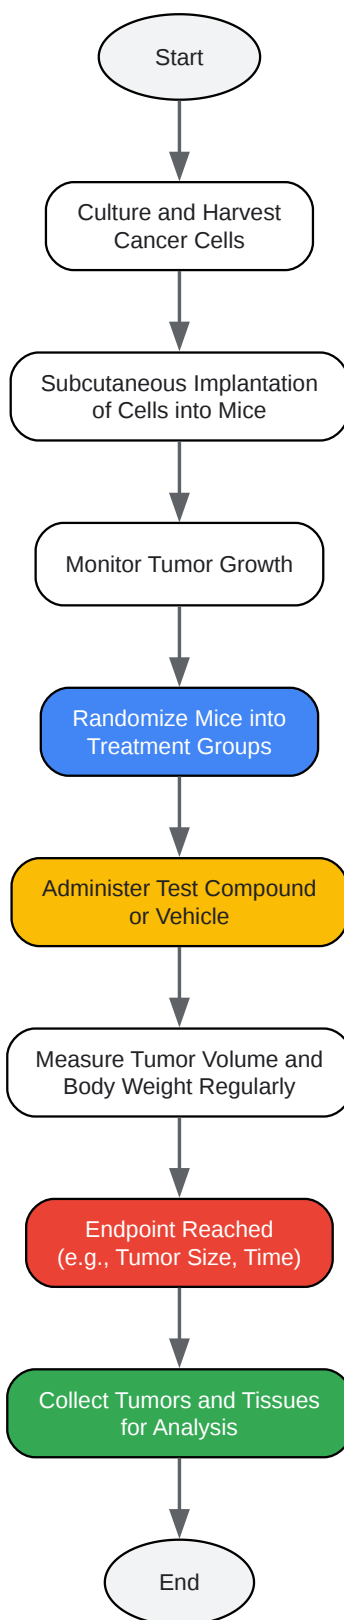 Start
Culture and Harvest
Cancer Cells
Subcutaneous Implantation
of Cells into Mice
Monitor Tumor Growth
Randomize Mice into
Treatment Groups
Administer Test Compound
or Vehicle
Measure Tumor Volume and
Body Weight Regularly
Endpoint Reached
(e.g., Tumor Size, Time)
Collect Tumors and Tissues
for Analysis
End